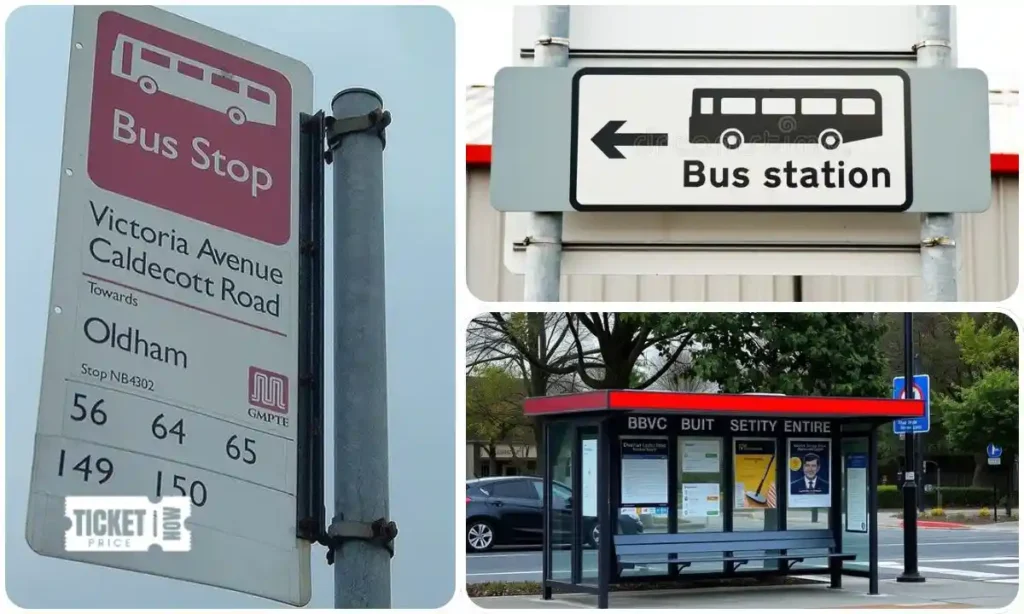 Bus Stop
Victoria Avenue
Caldecott Road
Towards
Oldham
Stop NB4302
GMPTE
56 64 65
149 150
TICKET NOW
PRICE
Bus station
BBVC BUIT SETITY ENTIRE